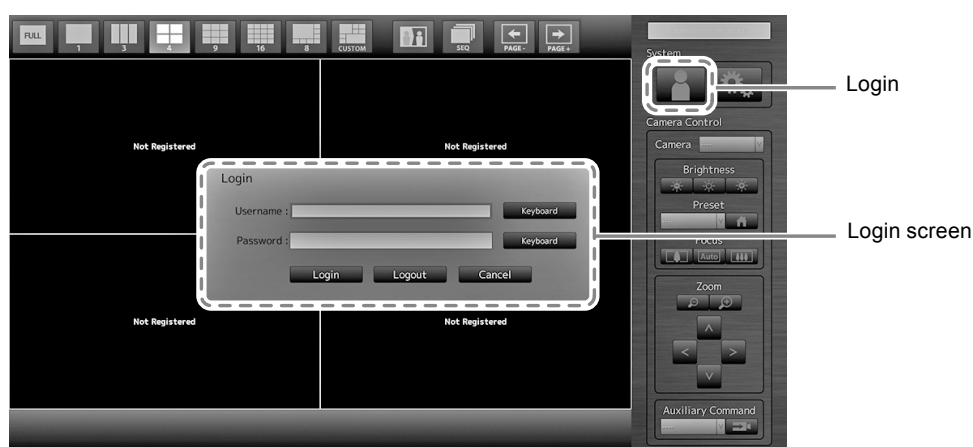 FULL
1
3
4
9
16
8
CUSTOM
SEQ
PAGE-
PAGE+
System
Login
Camera Control
Camera
Brightness
Preset
Focus
Auto
Zoom
Auxiliary Command
Not Registered
Not Registered
Login
Username :
Keyboard
Password :
Keyboard
Login
Logout
Cancel
Login screen
Not Registered
Not Registered